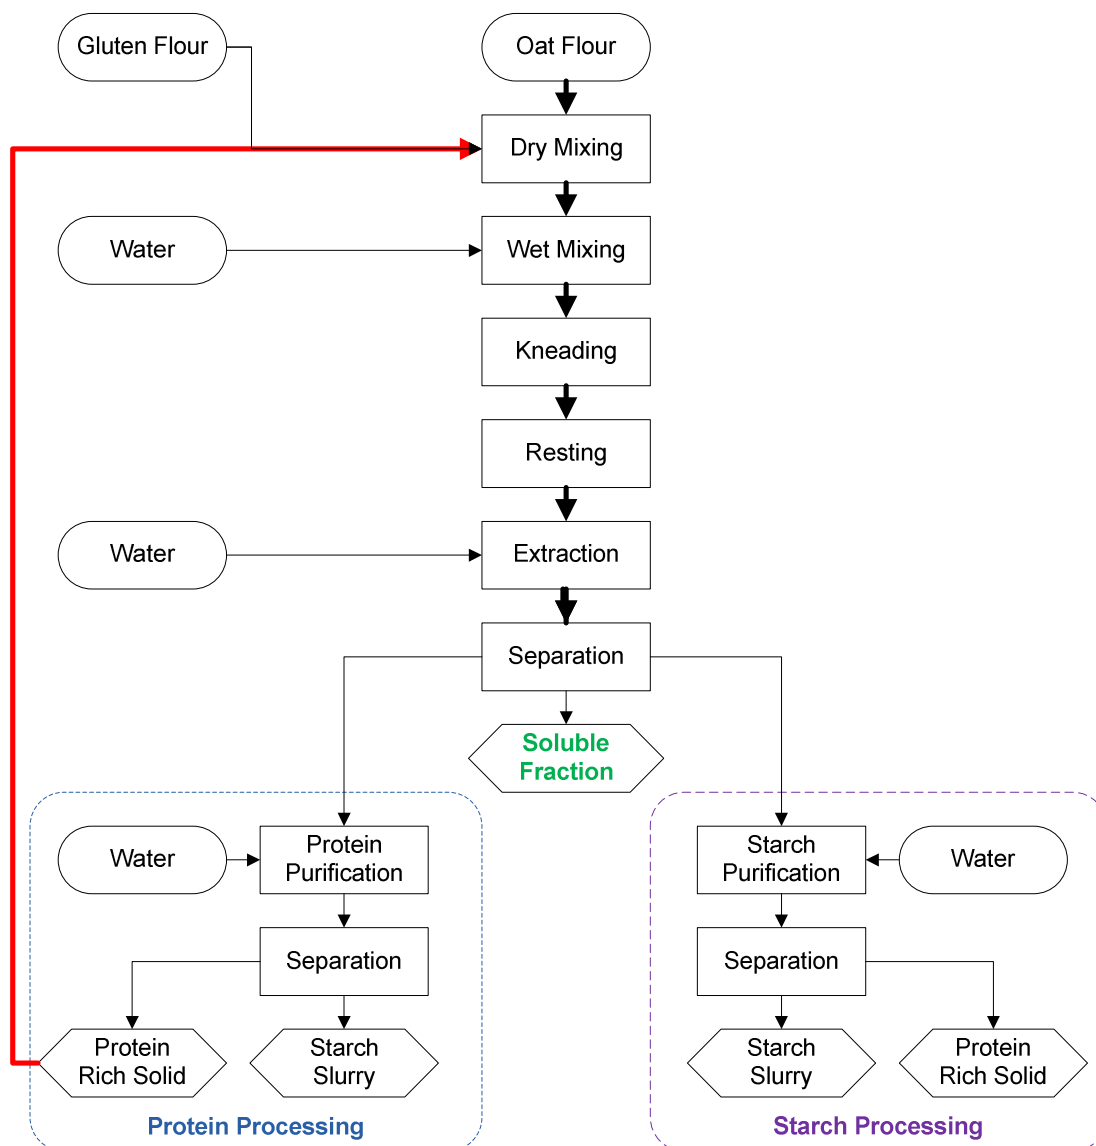 Gluten Flour
Oat Flour
Dry Mixing
Water
Wet Mixing
Kneading
Resting
Water
Extraction
Separation
Soluble
Fraction
Water
Protein
Purification
Starch
Purification
Water
Separation
Separation
Protein
Rich Solid
Starch
Slurry
Starch
Slurry
Protein
Rich Solid
Protein Processing
Starch Processing